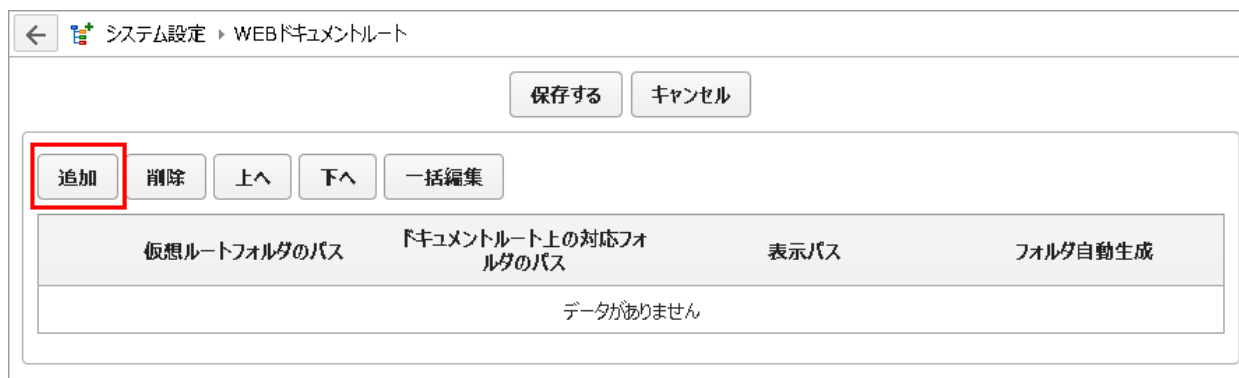 システム設定 ▸ WEBドキュメントルート
保存する キャンセル
追加 削除 上へ 下へ 一括編集
仮想ルートフォルダのパス ドキュメントルート上の対応フォ 表示パス フォルダ自動生成
ルダのパス
データがありません